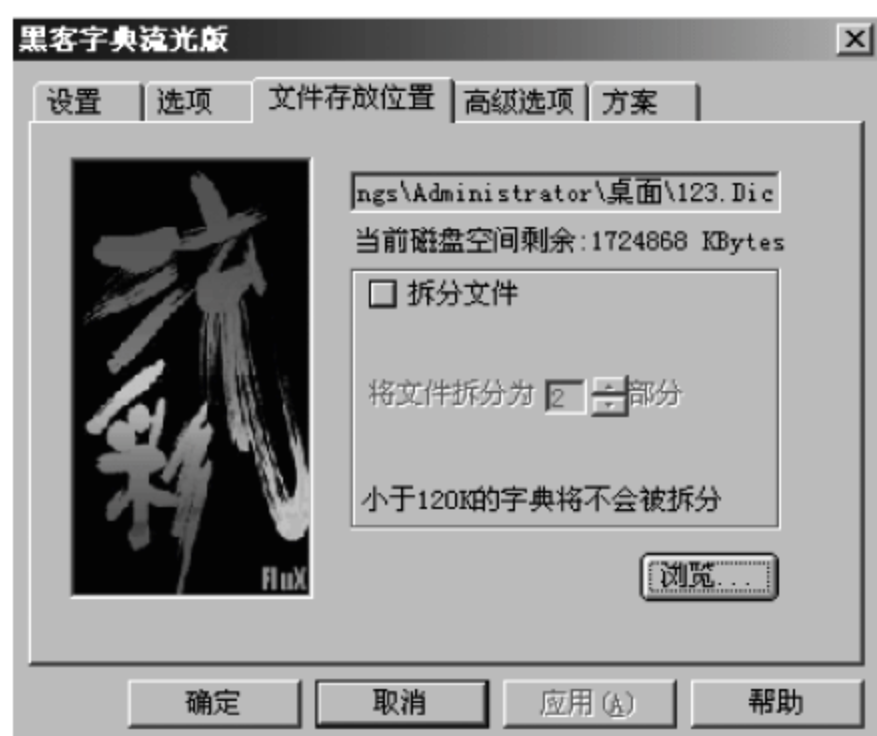 黑客字典流光版
设置 选项 文件存放位置 高级选项 方案
ngs\Administrator\桌面\123.Dic
当前磁盘空间剩余:1724868 KBytes
拆分文件
将文件拆分为 2 部分
小于120K的字典将不会被拆分
流彩
FluX
浏览...
确定 取消 应用(A) 帮助